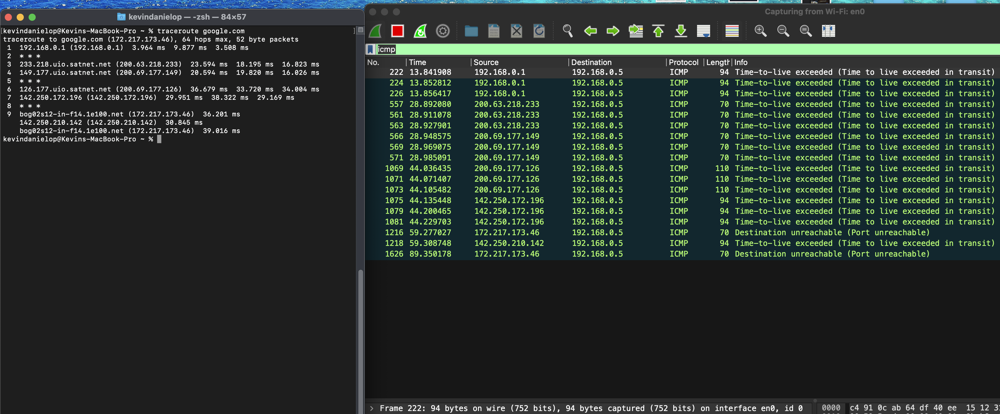 kevindanielop — -zsh — 84×57
[kevindanielop@Kevins-MacBook-Pro ~ % traceroute google.com ]
traceroute to google.com (172.217.173.46), 64 hops max, 52 byte packets
1 192.168.0.1 (192.168.0.1) 3.964 ms 9.877 ms 3.508 ms
2 * * *
3 233.218.uio.satnet.net (200.63.218.233) 23.594 ms 18.195 ms 16.823 ms
4 149.177.uio.satnet.net (200.69.177.149) 20.594 ms 19.820 ms 16.026 ms
5 * * *
6 126.177.uio.satnet.net (200.69.177.126) 36.679 ms 33.720 ms 34.004 ms
7 142.250.172.196 (142.250.172.196) 29.951 ms 38.322 ms 29.169 ms
8 * * *
9 bog02s12-in-f14.1e100.net (172.217.173.46) 36.201 ms
142.250.210.142 (142.250.210.142) 30.845 ms
bog02s12-in-f14.1e100.net (172.217.173.46) 39.016 ms
kevindanielop@Kevins-MacBook-Pro ~ %
Capturing from Wi-Fi: en0
icmp
No. Time Source Destination Protocol Length Info
222 13.841908 192.168.0.1 192.168.0.5 ICMP 94 Time-to-live exceeded (Time to live exceeded in transit)
224 13.852812 192.168.0.1 192.168.0.5 ICMP 94 Time-to-live exceeded (Time to live exceeded in transit)
226 13.856417 192.168.0.1 192.168.0.5 ICMP 94 Time-to-live exceeded (Time to live exceeded in transit)
557 28.892080 200.63.218.233 192.168.0.5 ICMP 70 Time-to-live exceeded (Time to live exceeded in transit)
561 28.911078 200.63.218.233 192.168.0.5 ICMP 70 Time-to-live exceeded (Time to live exceeded in transit)
563 28.927901 200.63.218.233 192.168.0.5 ICMP 70 Time-to-live exceeded (Time to live exceeded in transit)
566 28.948575 200.69.177.149 192.168.0.5 ICMP 70 Time-to-live exceeded (Time to live exceeded in transit)
569 28.969075 200.69.177.149 192.168.0.5 ICMP 70 Time-to-live exceeded (Time to live exceeded in transit)
571 28.985091 200.69.177.149 192.168.0.5 ICMP 70 Time-to-live exceeded (Time to live exceeded in transit)
1069 44.036435 200.69.177.126 192.168.0.5 ICMP 110 Time-to-live exceeded (Time to live exceeded in transit)
1071 44.071407 200.69.177.126 192.168.0.5 ICMP 110 Time-to-live exceeded (Time to live exceeded in transit)
1073 44.105482 200.69.177.126 192.168.0.5 ICMP 110 Time-to-live exceeded (Time to live exceeded in transit)
1075 44.135448 142.250.172.196 192.168.0.5 ICMP 94 Time-to-live exceeded (Time to live exceeded in transit)
1079 44.200465 142.250.172.196 192.168.0.5 ICMP 94 Time-to-live exceeded (Time to live exceeded in transit)
1081 44.229703 142.250.172.196 192.168.0.5 ICMP 94 Time-to-live exceeded (Time to live exceeded in transit)
1216 59.277027 172.217.173.46 192.168.0.5 ICMP 70 Destination unreachable (Port unreachable)
1218 59.308748 142.250.210.142 192.168.0.5 ICMP 94 Time-to-live exceeded (Time to live exceeded in transit)
1626 89.350178 172.217.173.46 192.168.0.5 ICMP 70 Destination unreachable (Port unreachable)
> Frame 222: 94 bytes on wire (752 bits), 94 bytes captured (752 bits) on interface en0, id 0
0000 c4 91 0c ab 64 df 40 ee 15 12